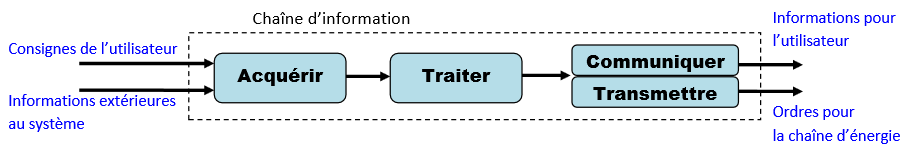 Chaîne d’information
Consignes de l’utilisateur
Informations extérieures
au système
Acquérir
Traiter
Communiquer
Transmettre
Informations pour
l’utilisateur
Ordres pour
la chaîne d’énergie